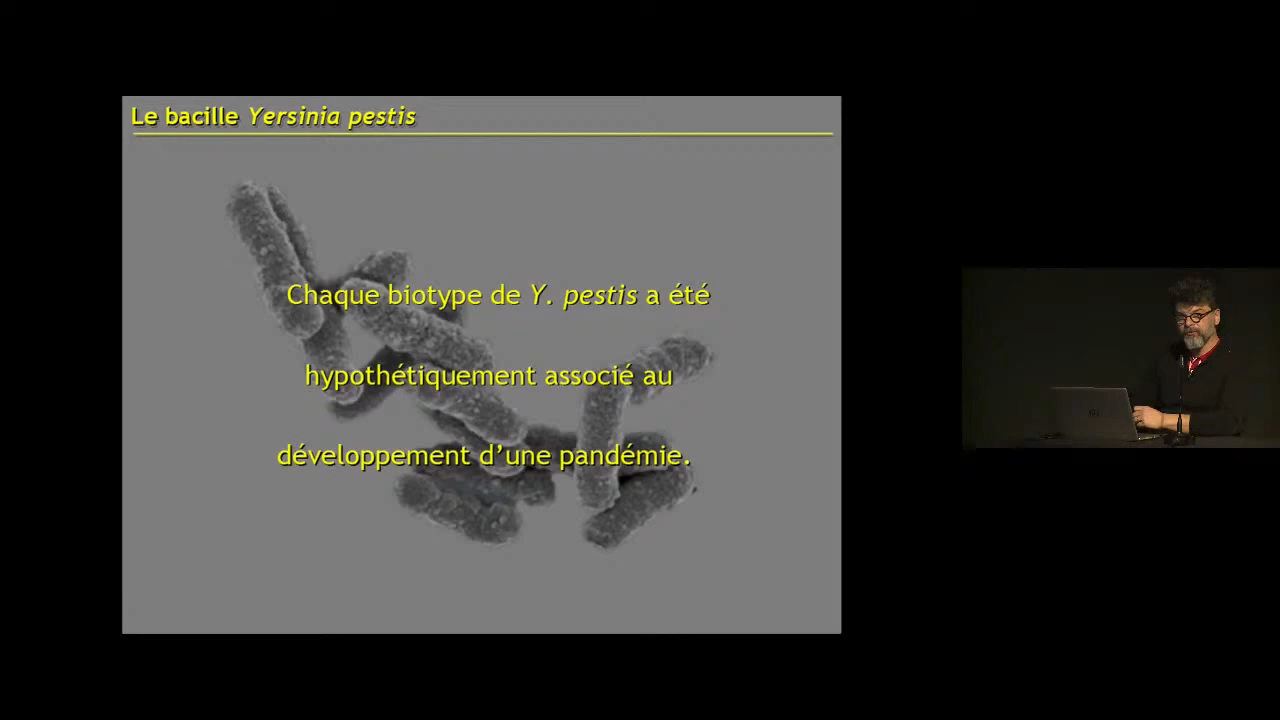 Le bacille Yersinia pestis
Chaque biotype de Y. pestis a été
hypothétiquement associé au
développement d’une pandémie.